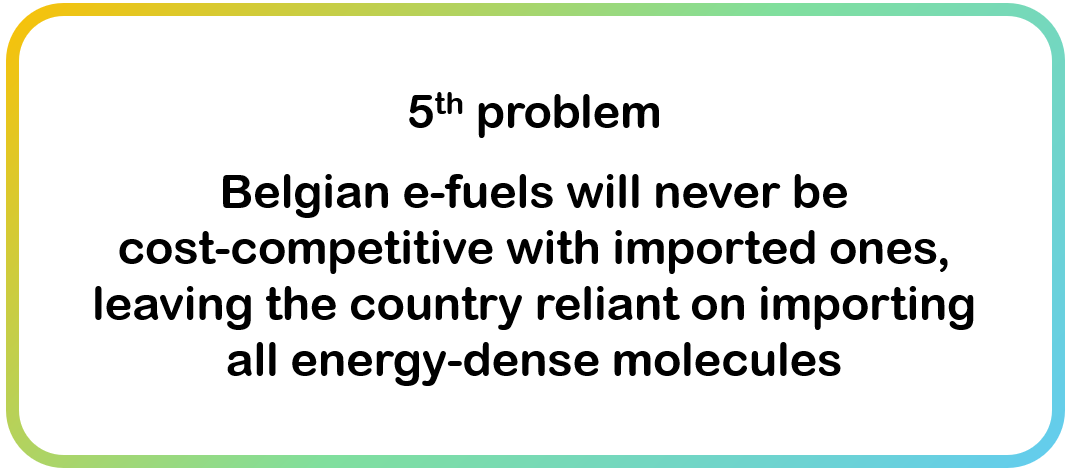 5th problem
Belgian e-fuels will never be
cost-competitive with imported ones,
leaving the country reliant on importing
all energy-dense molecules